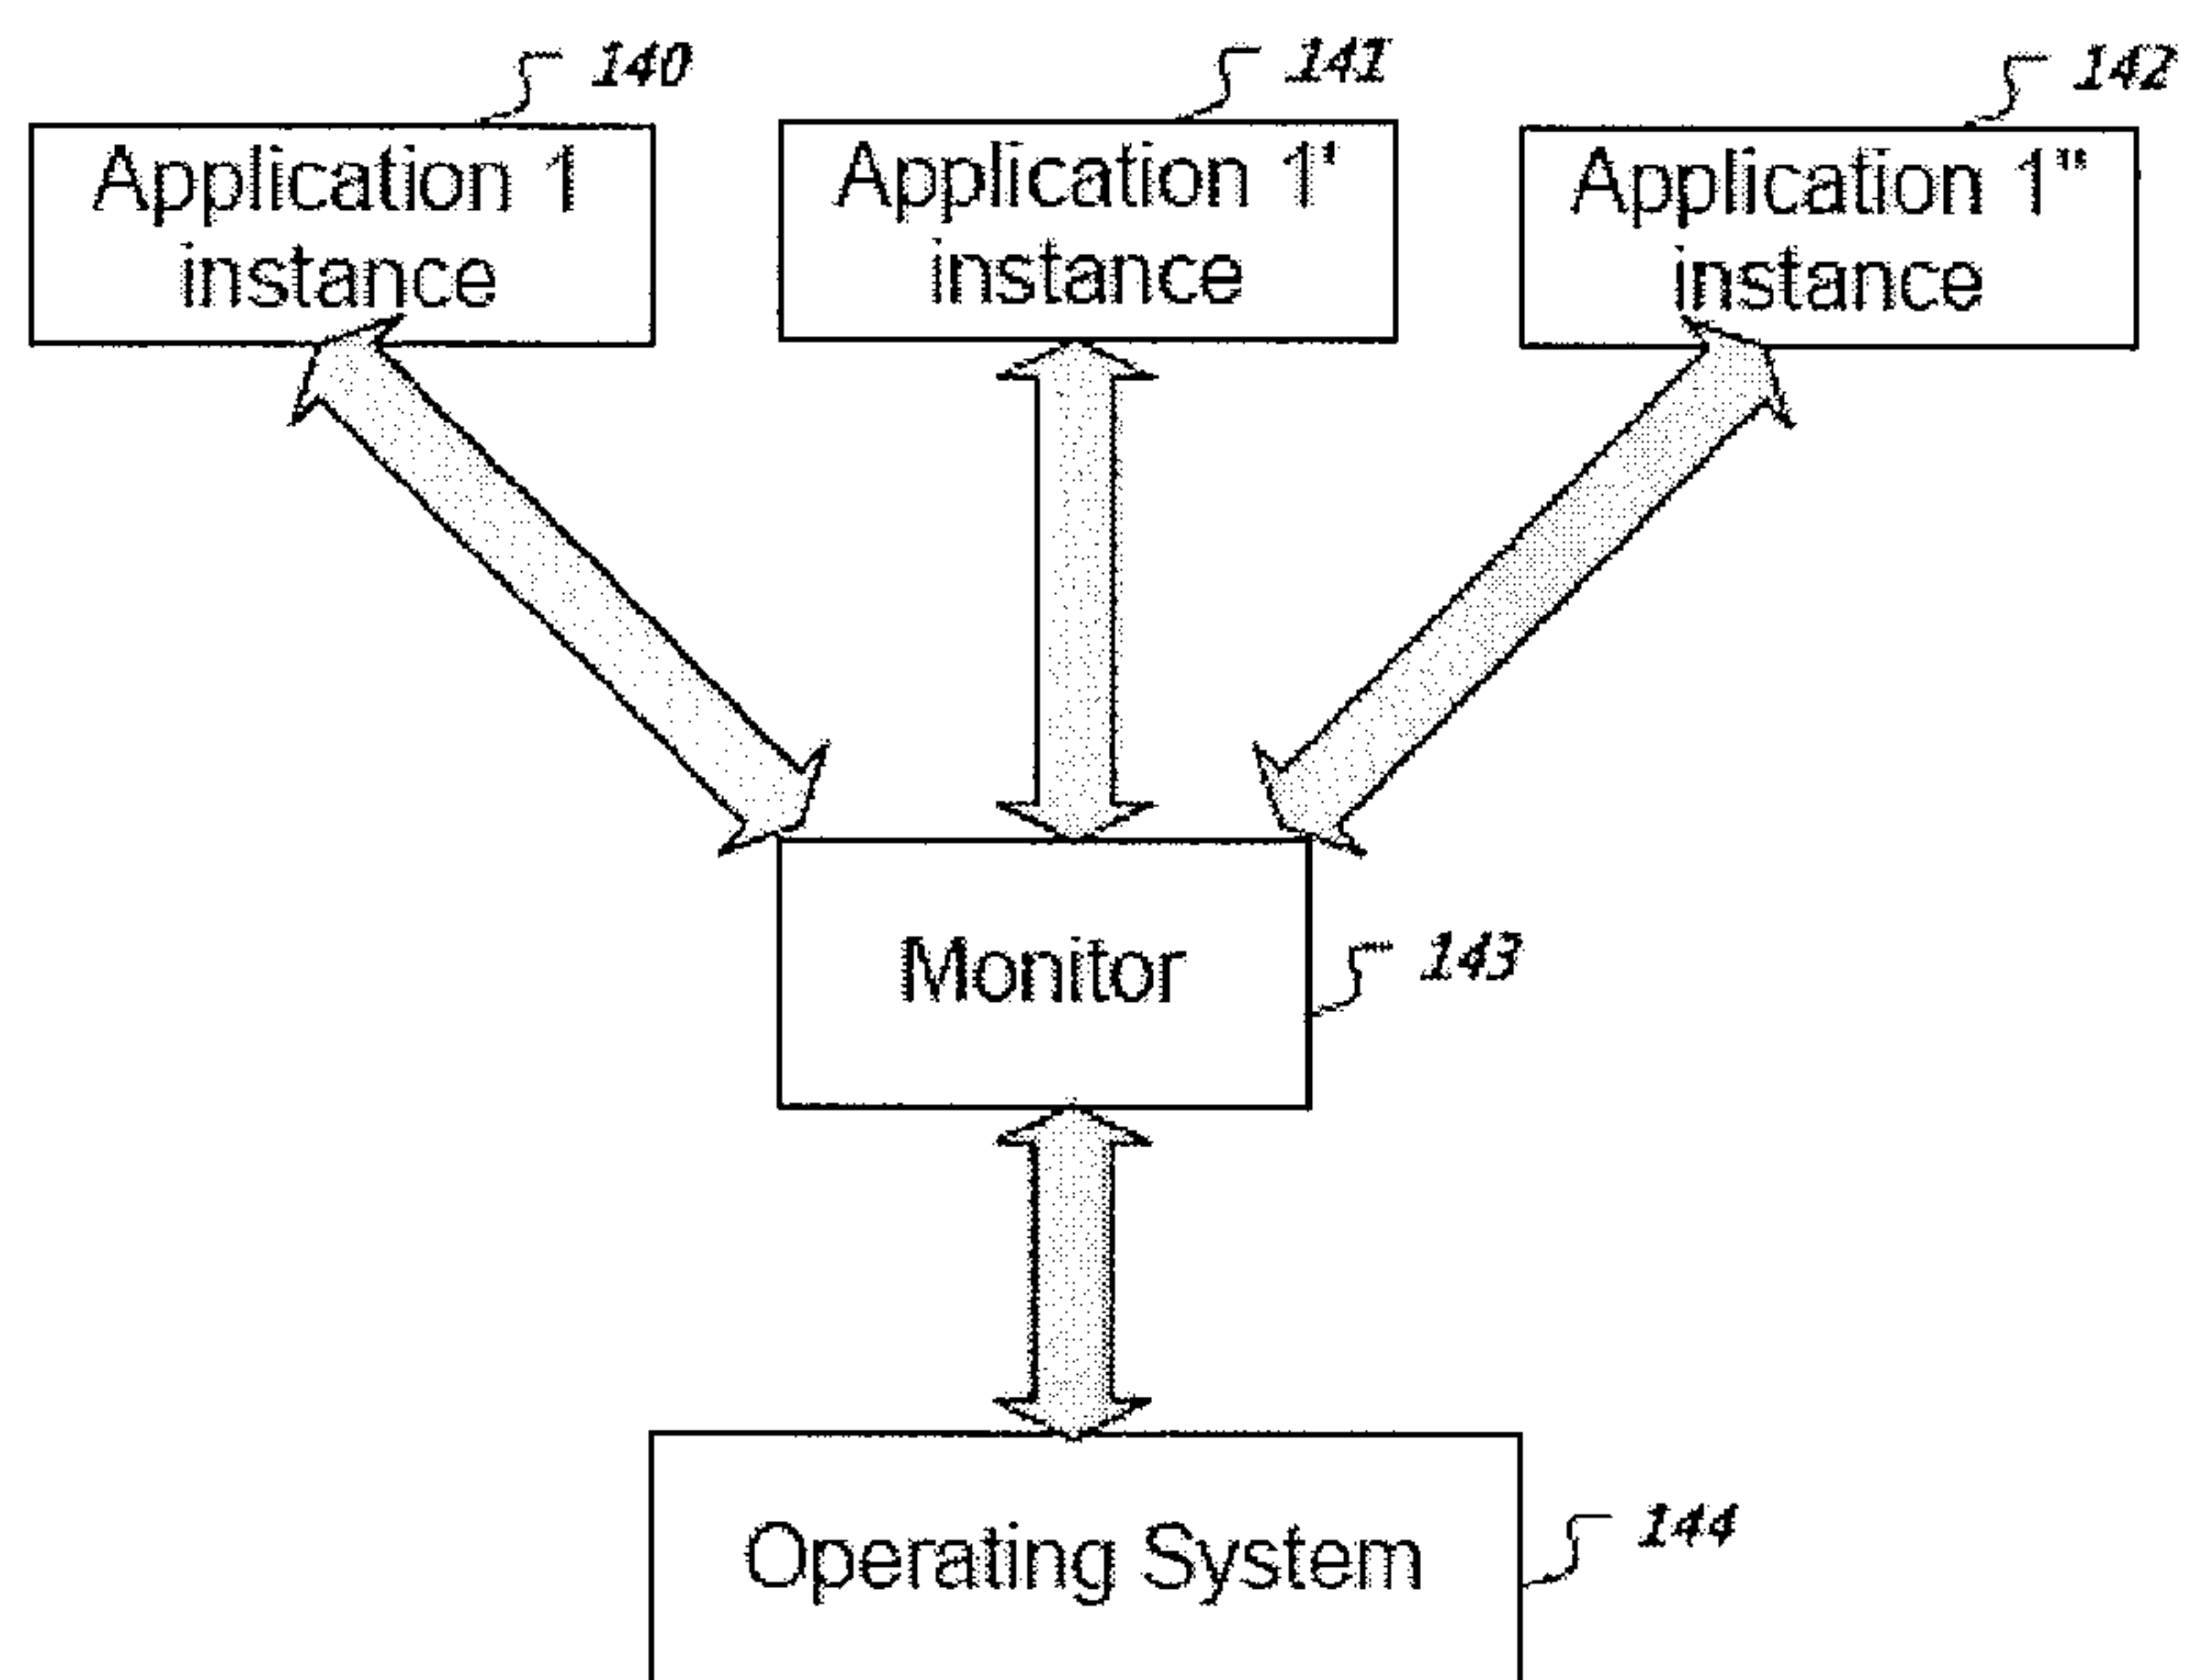 140
141
142
Application 1
instance
Application 1'
instance
Application 1"
instance
Monitor
143
Operating System
144